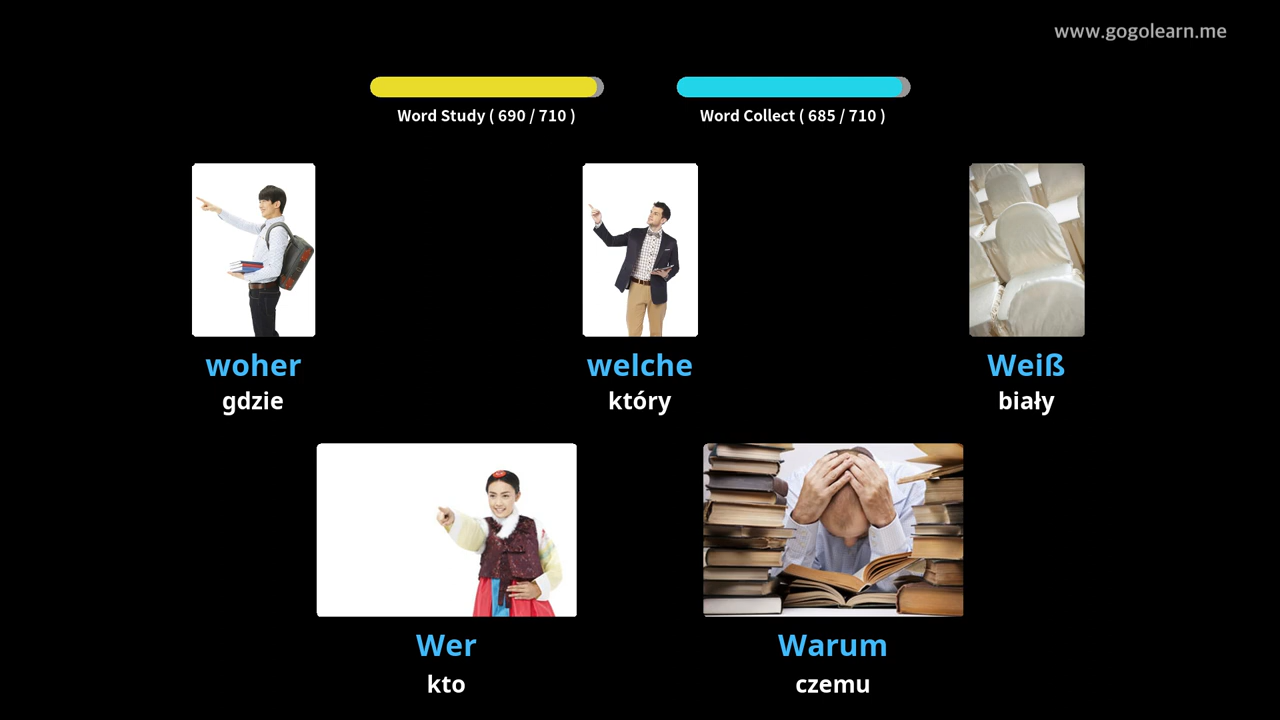 www.gogolearn.me
Word Study ( 690 / 710 )
Word Collect ( 685 / 710 )
woher
gdzie
welche
który
Weiß
biały
Wer
kto
Warum
czemu